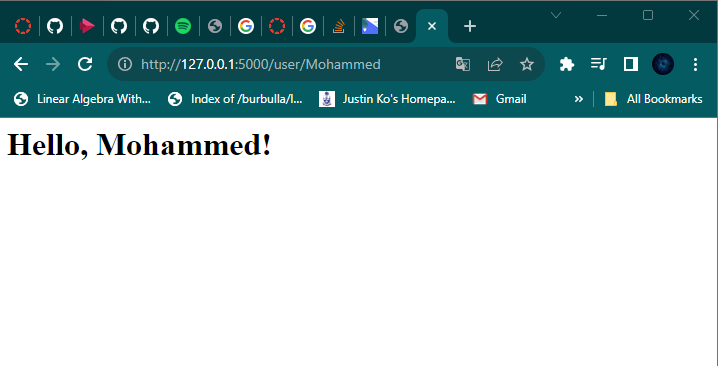 http://127.0.0.1:5000/user/Mohammed
Linear Algebra With... Index of /burbulla/l... Justin Ko's Homepa... Gmail » All Bookmarks
Hello, Mohammed!